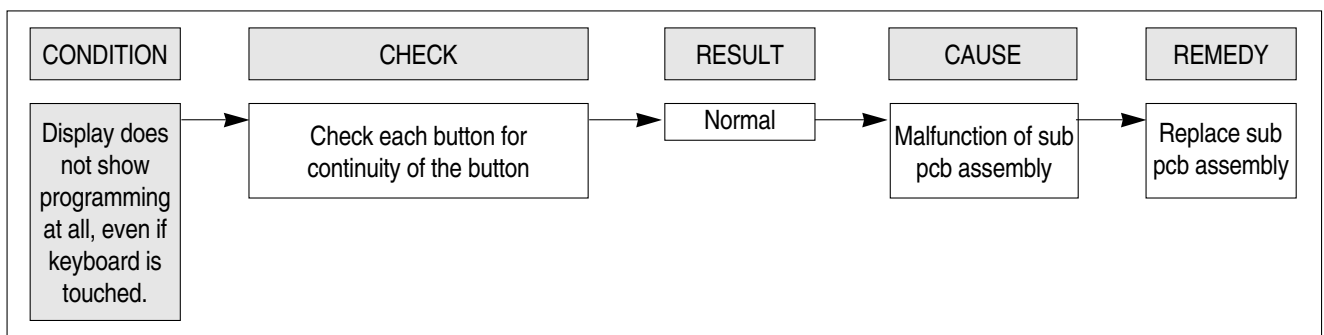 CONDITION
CHECK
RESULT
CAUSE
REMEDY
Display does
not show
programming
at all, even if
keyboard is
touched.
Check each button for
continuity of the button
Normal
Malfunction of sub
pcb assembly
Replace sub
pcb assembly